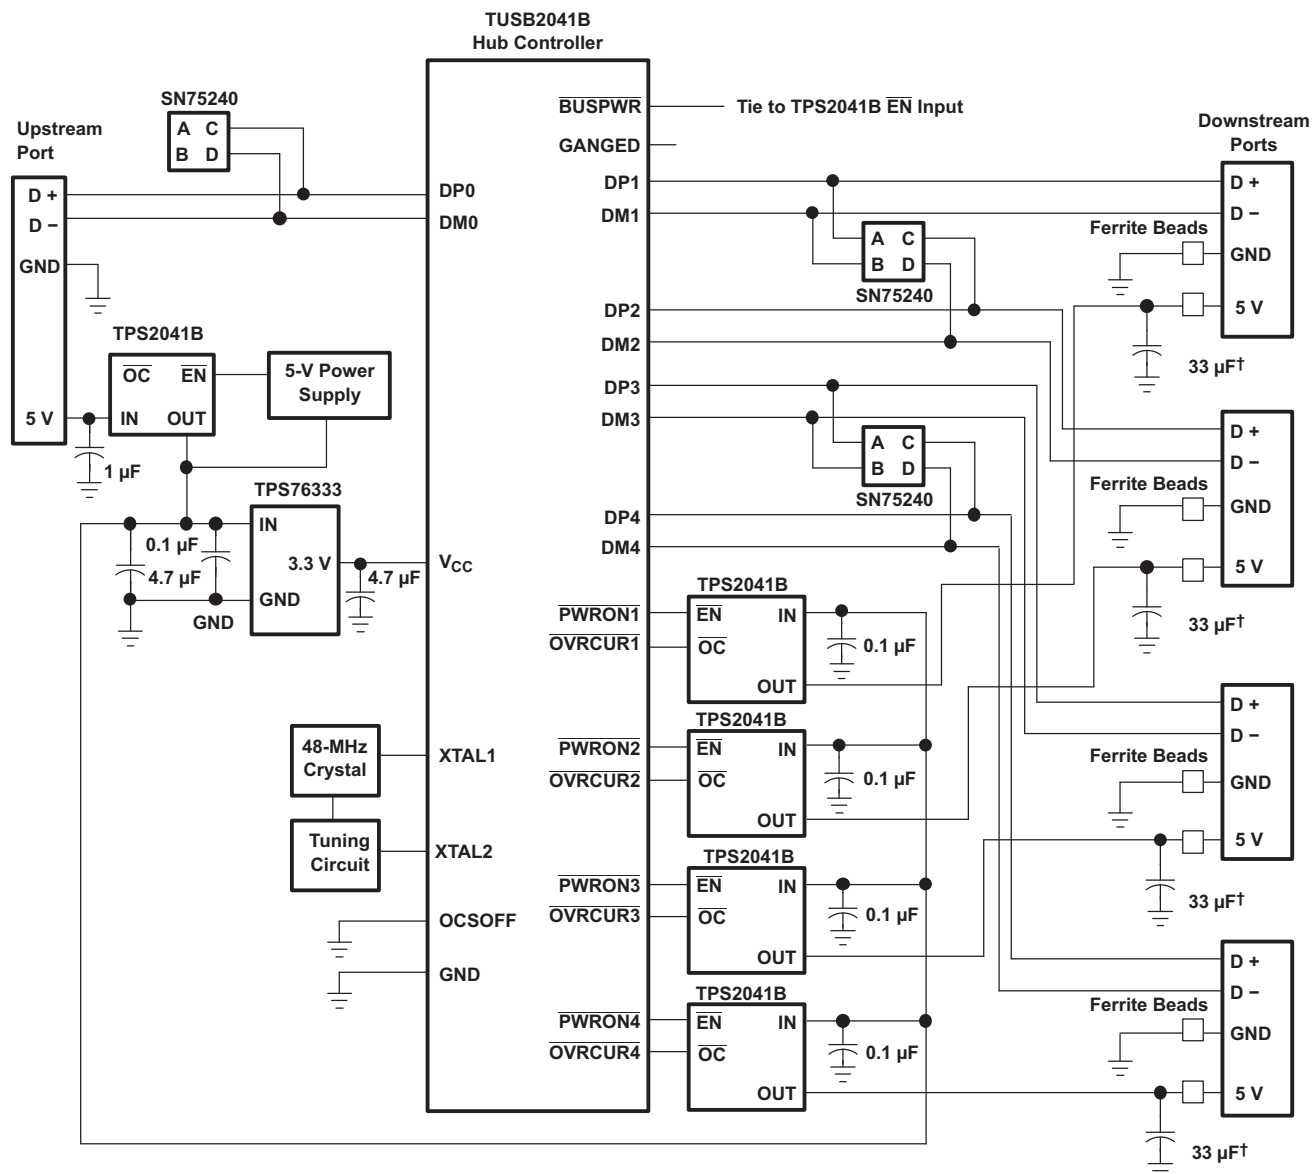 TUSB2041B
Hub Controller
SN75240
A C
B D
Upstream
Port
D +
D −
GND
5 V
BUSPWR
Tie to TPS2041B EN Input
GANGED
DP0
DM0
DP1
DM1
A C
B D
SN75240
DP2
DM2
DP3
DM3
A C
B D
SN75240
DP4
DM4
Downstream
Ports
D +
D −
Ferrite Beads
GND
5 V
33 µF†
D +
D −
Ferrite Beads
GND
5 V
33 µF†
D +
D −
Ferrite Beads
GND
5 V
33 µF†
D +
D −
Ferrite Beads
GND
5 V
33 µF†
TPS2041B
OC EN
IN OUT
5-V Power
Supply
1 µF
TPS76333
IN
3.3 V
GND
0.1 µF
4.7 µF
GND
4.7 µF
VCC
TPS2041B
PWRON1
EN IN
OVRCUR1
OC
0.1 µF
OUT
TPS2041B
PWRON2
EN IN
OVRCUR2
OC
0.1 µF
OUT
48-MHz
Crystal
XTAL1
Tuning
Circuit
XTAL2
TPS2041B
PWRON3
EN IN
OVRCUR3
OC
0.1 µF
OUT
OCSOFF
GND
TPS2041B
PWRON4
EN IN
OVRCUR4
OC
0.1 µF
OUT